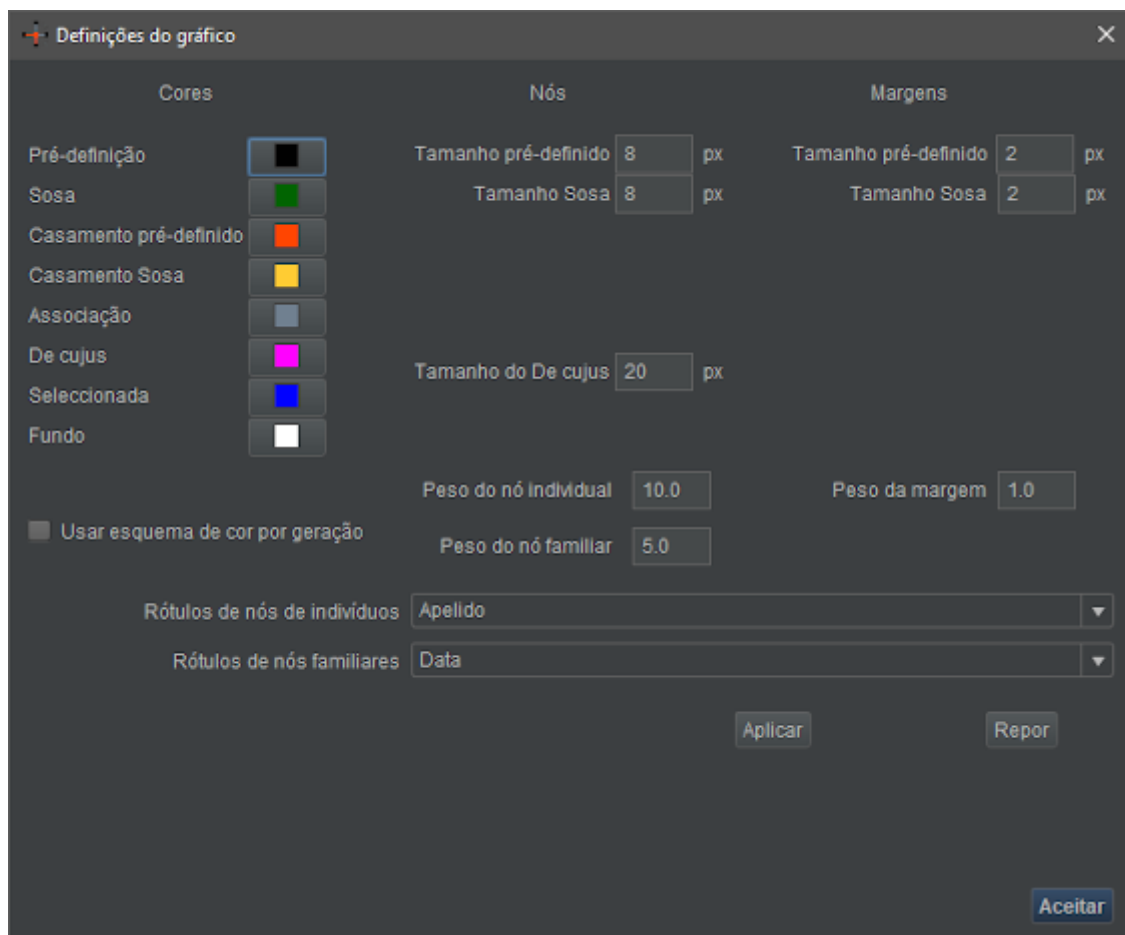 Definições do gráfico
Cores Nós Margens
Pré-definição Tamanho pré-definido 8 px Tamanho pré-definido 2 px
Sosa Tamanho Sosa 8 px Tamanho Sosa 2 px
Casamento pré-definido
Casamento Sosa
Associação
De cujus Tamanho do De cujus 20 px
Seleccionada
Fundo
Peso do nó individual 10.0 Peso da margem 1.0
Usar esquema de cor por geração
Peso do nó familiar 5.0
Rótulos de nós de indivíduos Apelido
Rótulos de nós familiares Data
Aplicar Repor
Aceitar